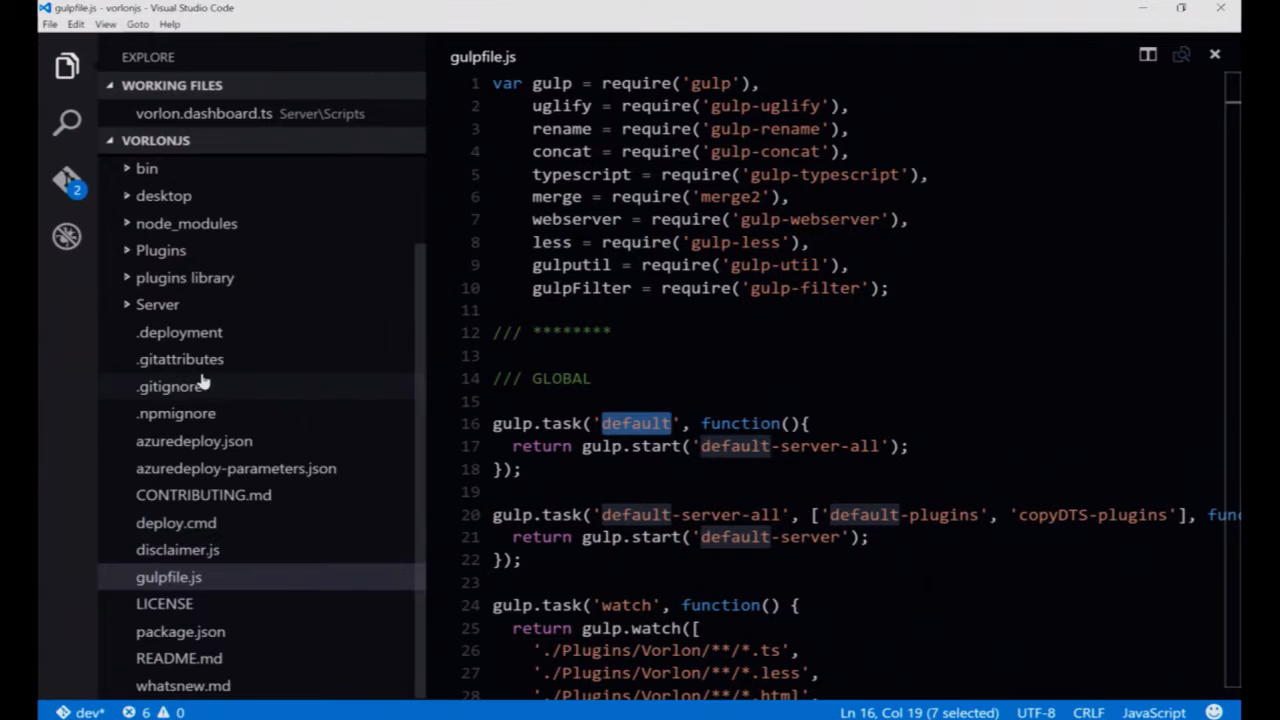 gulpfile.js - vorlonjs - Visual Studio Code
File Edit View Goto Help
EXPLORE
WORKING FILES
vorlon.dashboard.ts Server\Scripts
VORLONJS
bin
desktop
node_modules
Plugins
plugins library
Server
.deployment
.gitattributes
.gitignore
.npmignore
azuredeploy.json
azuredeploy-parameters.json
CONTRIBUTING.md
deploy.cmd
disclaimer.js
gulpfile.js
LICENSE
package.json
README.md
whatsnew.md
2
gulpfile.js
1 var gulp = require('gulp'),
2 uglify = require('gulp-uglify'),
3 rename = require('gulp-rename'),
4 concat = require('gulp-concat'),
5 typescript = require('gulp-typescript'),
6 merge = require('merge2'),
7 webserver = require('gulp-webserver'),
8 less = require('gulp-less'),
9 gulputil = require('gulp-util'),
10 gulpFilter = require('gulp-filter');
11
12 /// ********
13
14 /// GLOBAL
15
16 gulp.task('default', function(){
17 return gulp.start('default-server-all');
18 });
19
20 gulp.task('default-server-all', ['default-plugins', 'copyDTS-plugins'], func
21 return gulp.start('default-server');
22 });
23
24 gulp.task('watch', function() {
25 return gulp.watch([
26 './Plugins/Vorlon/**/*.ts',
27 './Plugins/Vorlon/**/*.less',
28 './Plugins/Vorlon/**/*.html',
dev* 6 0 Ln 16, Col 19 (7 selected) UTF-8 CRLF JavaScript